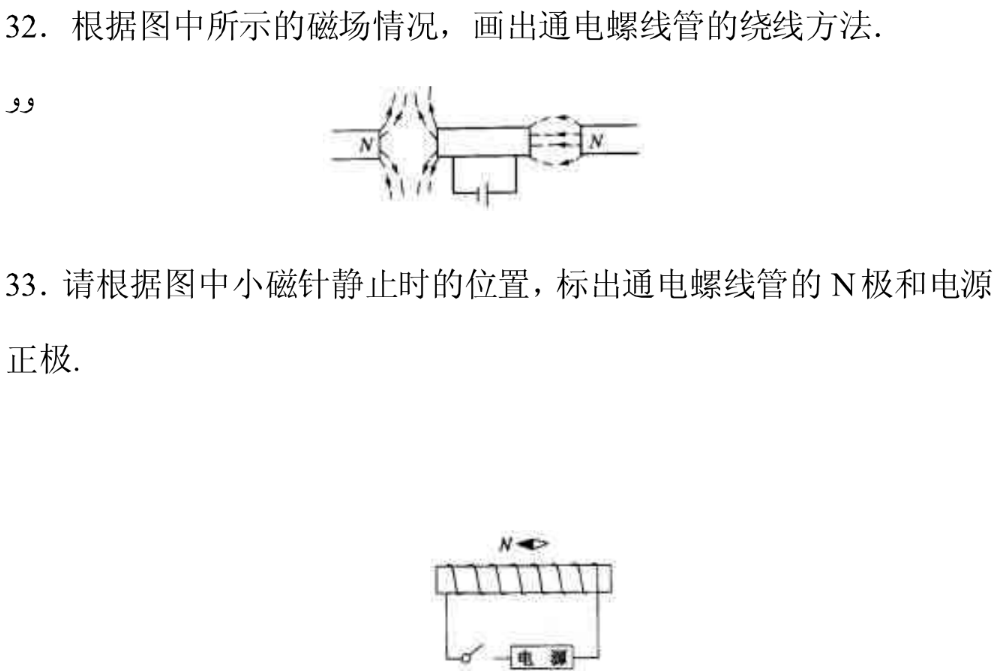 32．根据图中所示的磁场情况，画出通电螺线管的绕线方法.
وو
N
N
33．请根据图中小磁针静止时的位置，标出通电螺线管的 N 极和电源
正极.
N
电 源